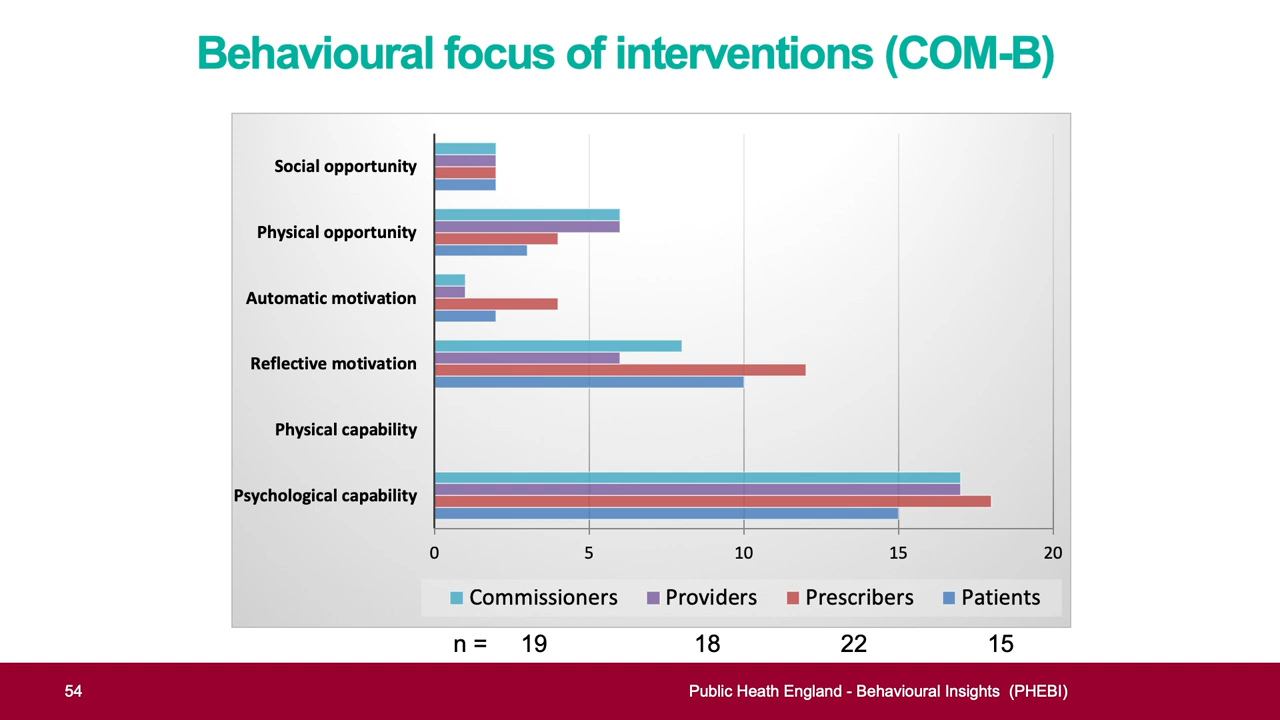 Behavioural focus of interventions (COM-B)
Social opportunity
Physical opportunity
Automatic motivation
Reflective motivation
Physical capability
Psychological capability
0 5 10 15 20
Commissioners Providers Prescribers Patients
n = 19 18 22 15
54 Public Heath England - Behavioural Insights (PHEBI)